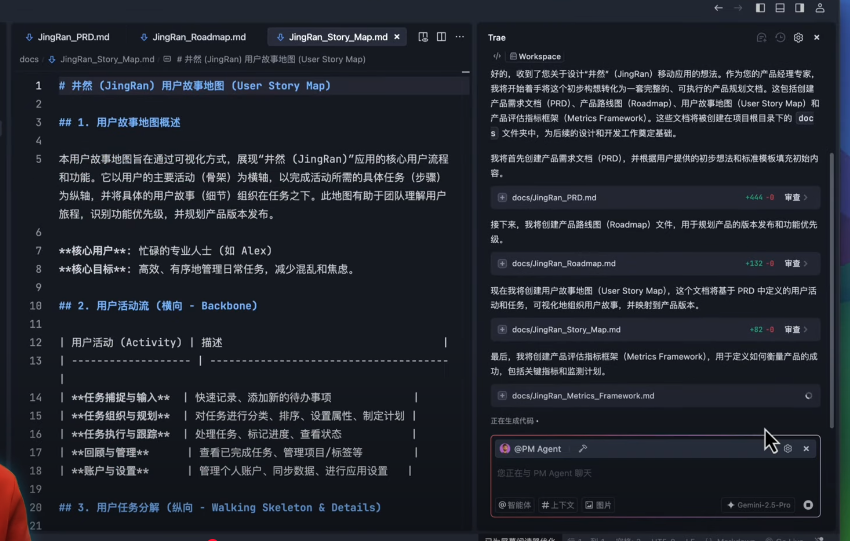 JingRan_PRD.md
JingRan_Roadmap.md
JingRan_Story_Map.md ×
docs > JingRan_Story_Map.md > # 井然 (JingRan) 用户故事地图 (User Story Map)
1 # 井然 (JingRan) 用户故事地图 (User Story Map)
2
3 ## 1. 用户故事地图概述
4
5 本用户故事地图旨在通过可视化方式，展现“井然 (JingRan)”应用的核心用户流程
和功能。它以用户的主要活动（骨架）为横轴，以完成活动所需的具体任务（步骤）
为纵轴，并将具体的用户故事（细节）组织在任务之下。此地图有助于团队理解用户
旅程，识别功能优先级，并规划产品版本发布。
6
7 **核心用户**: 忙碌的专业人士 (如 Alex)
8 **核心目标**: 高效、有序地管理日常任务，减少混乱和焦虑。
9
10 ## 2. 用户活动流 (横向 - Backbone)
11
12 | 用户活动 (Activity) | 描述 |
13 | ------------------ | ------------------------------------
|
14 | **任务捕捉与输入** | 快速记录、添加新的待办事项 |
15 | **任务组织与规划** | 对任务进行分类、排序、设置属性、制定计划 |
16 | **任务执行与跟踪** | 处理任务、标记进度、查看状态 |
17 | **回顾与管理** | 查看已完成任务、管理项目/标签等 |
18 | **账户与设置** | 管理个人账户、同步数据、进行应用设置 |
19
20 ## 3. 用户任务分解 (纵向 - Walking Skeleton & Details)
21
Trae
Workspace
好的，收到了您关于设计“井然”（JingRan）移动应用的想法。作为您的产品经理专家，
我将开始着手将这个初步构想转化为一套完整的、可执行的产品规划文档。这包括创建
产品需求文档（PRD）、产品路线图（Roadmap）、用户故事地图（User Story Map）和
产品评估指标框架（Metrics Framework）。这些文档将被创建在项目根目录下的 doc
s 文件夹中，为后续的设计和开发工作奠定基础。
我将首先创建产品需求文档（PRD），并根据用户提供的初步想法和标准模板填充初始内
容。
docs/JingRan_PRD.md +444 -0 审查 >
接下来，我将创建产品路线图（Roadmap）文件，用于规划产品的版本发布和功能优先
级。
docs/JingRan_Roadmap.md +132 -0 审查 >
现在我将创建用户故事地图（User Story Map），这个文档将基于 PRD 中定义的用户活
动和任务，可视化地组织用户故事，并映射到产品版本。
docs/JingRan_Story_Map.md +82 -0 审查 >
最后，我将创建产品评估指标框架（Metrics Framework），用于定义如何衡量产品的成
功，包括关键指标和监测计划。
docs/JingRan_Metrics_Framework.md
正在生成代码
@PM Agent
您正在与 PM Agent 聊天
@智能体 # 上下文 图片 Gemini-2.5-Pro